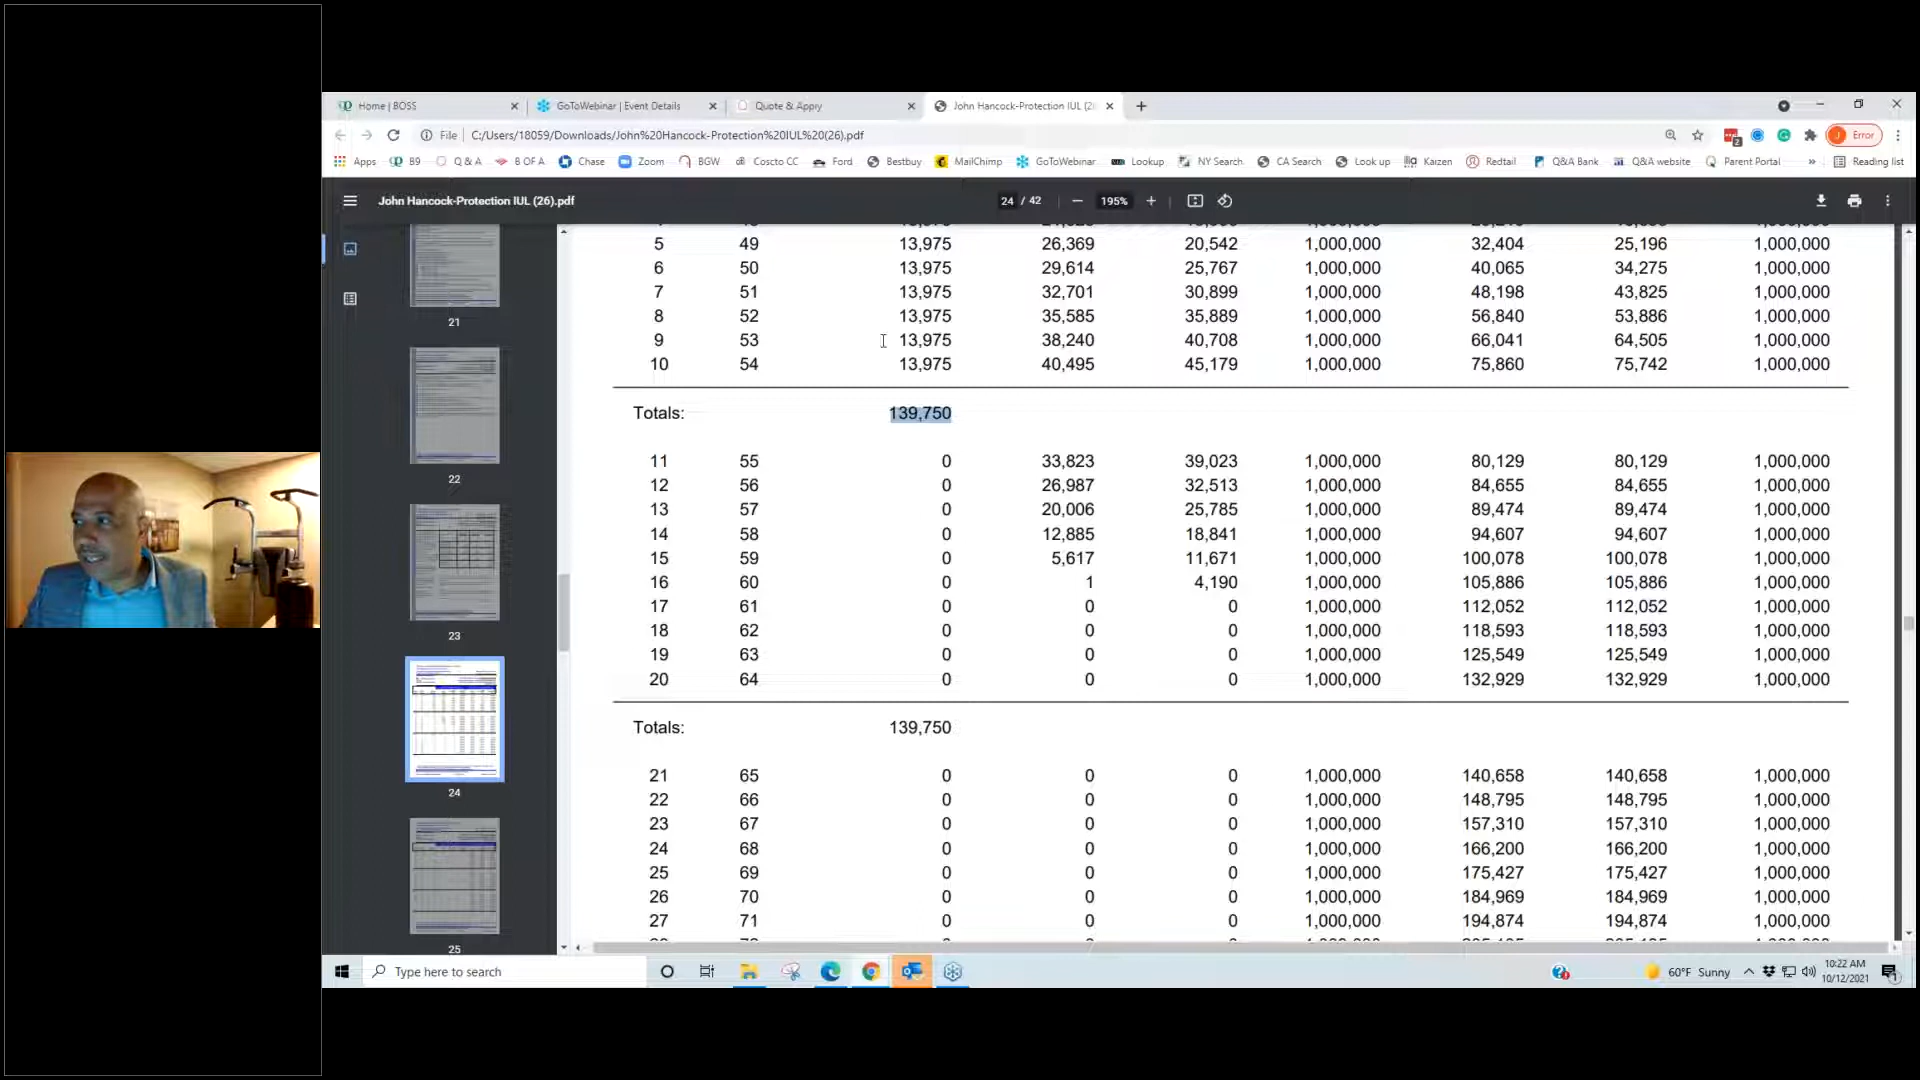 Home | BOSS
GoToWebinar | Event Details
Quote & Appry
John Hancock-Protection IUL (2
File C:/Users/18059/Downloads/John%20Hancock-Protection%20IUL%20(26).pdf
Error
Apps B9 Q & A B OF A Chase Zoom BGW Coscto CC Ford Bestbuy MailChimp GoToWebinar Lookup NY Search CA Search Look up Kaizen Redtail Q&A Bank Q&A website Parent Portal » Reading list
John Hancock-Protection IUL (26).pdf
24 / 42
195%
21
22
23
24
25
5 49 13,975 26,369 20,542 1,000,000 32,404 25,196 1,000,000
6 50 13,975 29,614 25,767 1,000,000 40,065 34,275 1,000,000
7 51 13,975 32,701 30,899 1,000,000 48,198 43,825 1,000,000
8 52 13,975 35,585 35,889 1,000,000 56,840 53,886 1,000,000
9 53 13,975 38,240 40,708 1,000,000 66,041 64,505 1,000,000
10 54 13,975 40,495 45,179 1,000,000 75,860 75,742 1,000,000
Totals: 139,750
11 55 0 33,823 39,023 1,000,000 80,129 80,129 1,000,000
12 56 0 26,987 32,513 1,000,000 84,655 84,655 1,000,000
13 57 0 20,006 25,785 1,000,000 89,474 89,474 1,000,000
14 58 0 12,885 18,841 1,000,000 94,607 94,607 1,000,000
15 59 0 5,617 11,671 1,000,000 100,078 100,078 1,000,000
16 60 0 1 4,190 1,000,000 105,886 105,886 1,000,000
17 61 0 0 0 1,000,000 112,052 112,052 1,000,000
18 62 0 0 0 1,000,000 118,593 118,593 1,000,000
19 63 0 0 0 1,000,000 125,549 125,549 1,000,000
20 64 0 0 0 1,000,000 132,929 132,929 1,000,000
Totals: 139,750
21 65 0 0 0 1,000,000 140,658 140,658 1,000,000
22 66 0 0 0 1,000,000 148,795 148,795 1,000,000
23 67 0 0 0 1,000,000 157,310 157,310 1,000,000
24 68 0 0 0 1,000,000 166,200 166,200 1,000,000
25 69 0 0 0 1,000,000 175,427 175,427 1,000,000
26 70 0 0 0 1,000,000 184,969 184,969 1,000,000
27 71 0 0 0 1,000,000 194,874 194,874 1,000,000
Type here to search
60°F Sunny
10:22 AM
10/12/2021